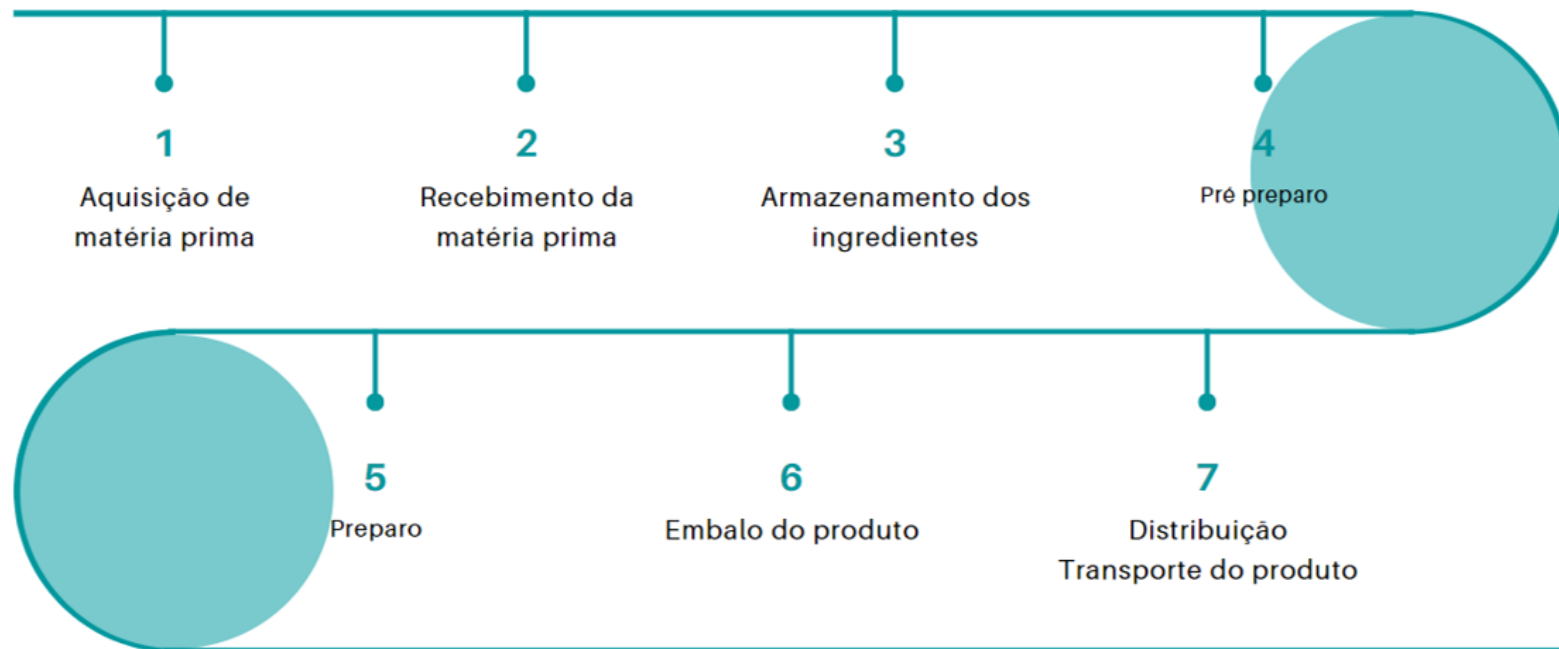 1
Aquisição de
matéria prima
2
Recebimento da
matéria prima
3
Armazenamento dos
ingredientes
4
Pré preparo
5
Preparo
6
Embalo do produto
7
Distribuição
Transporte do produto